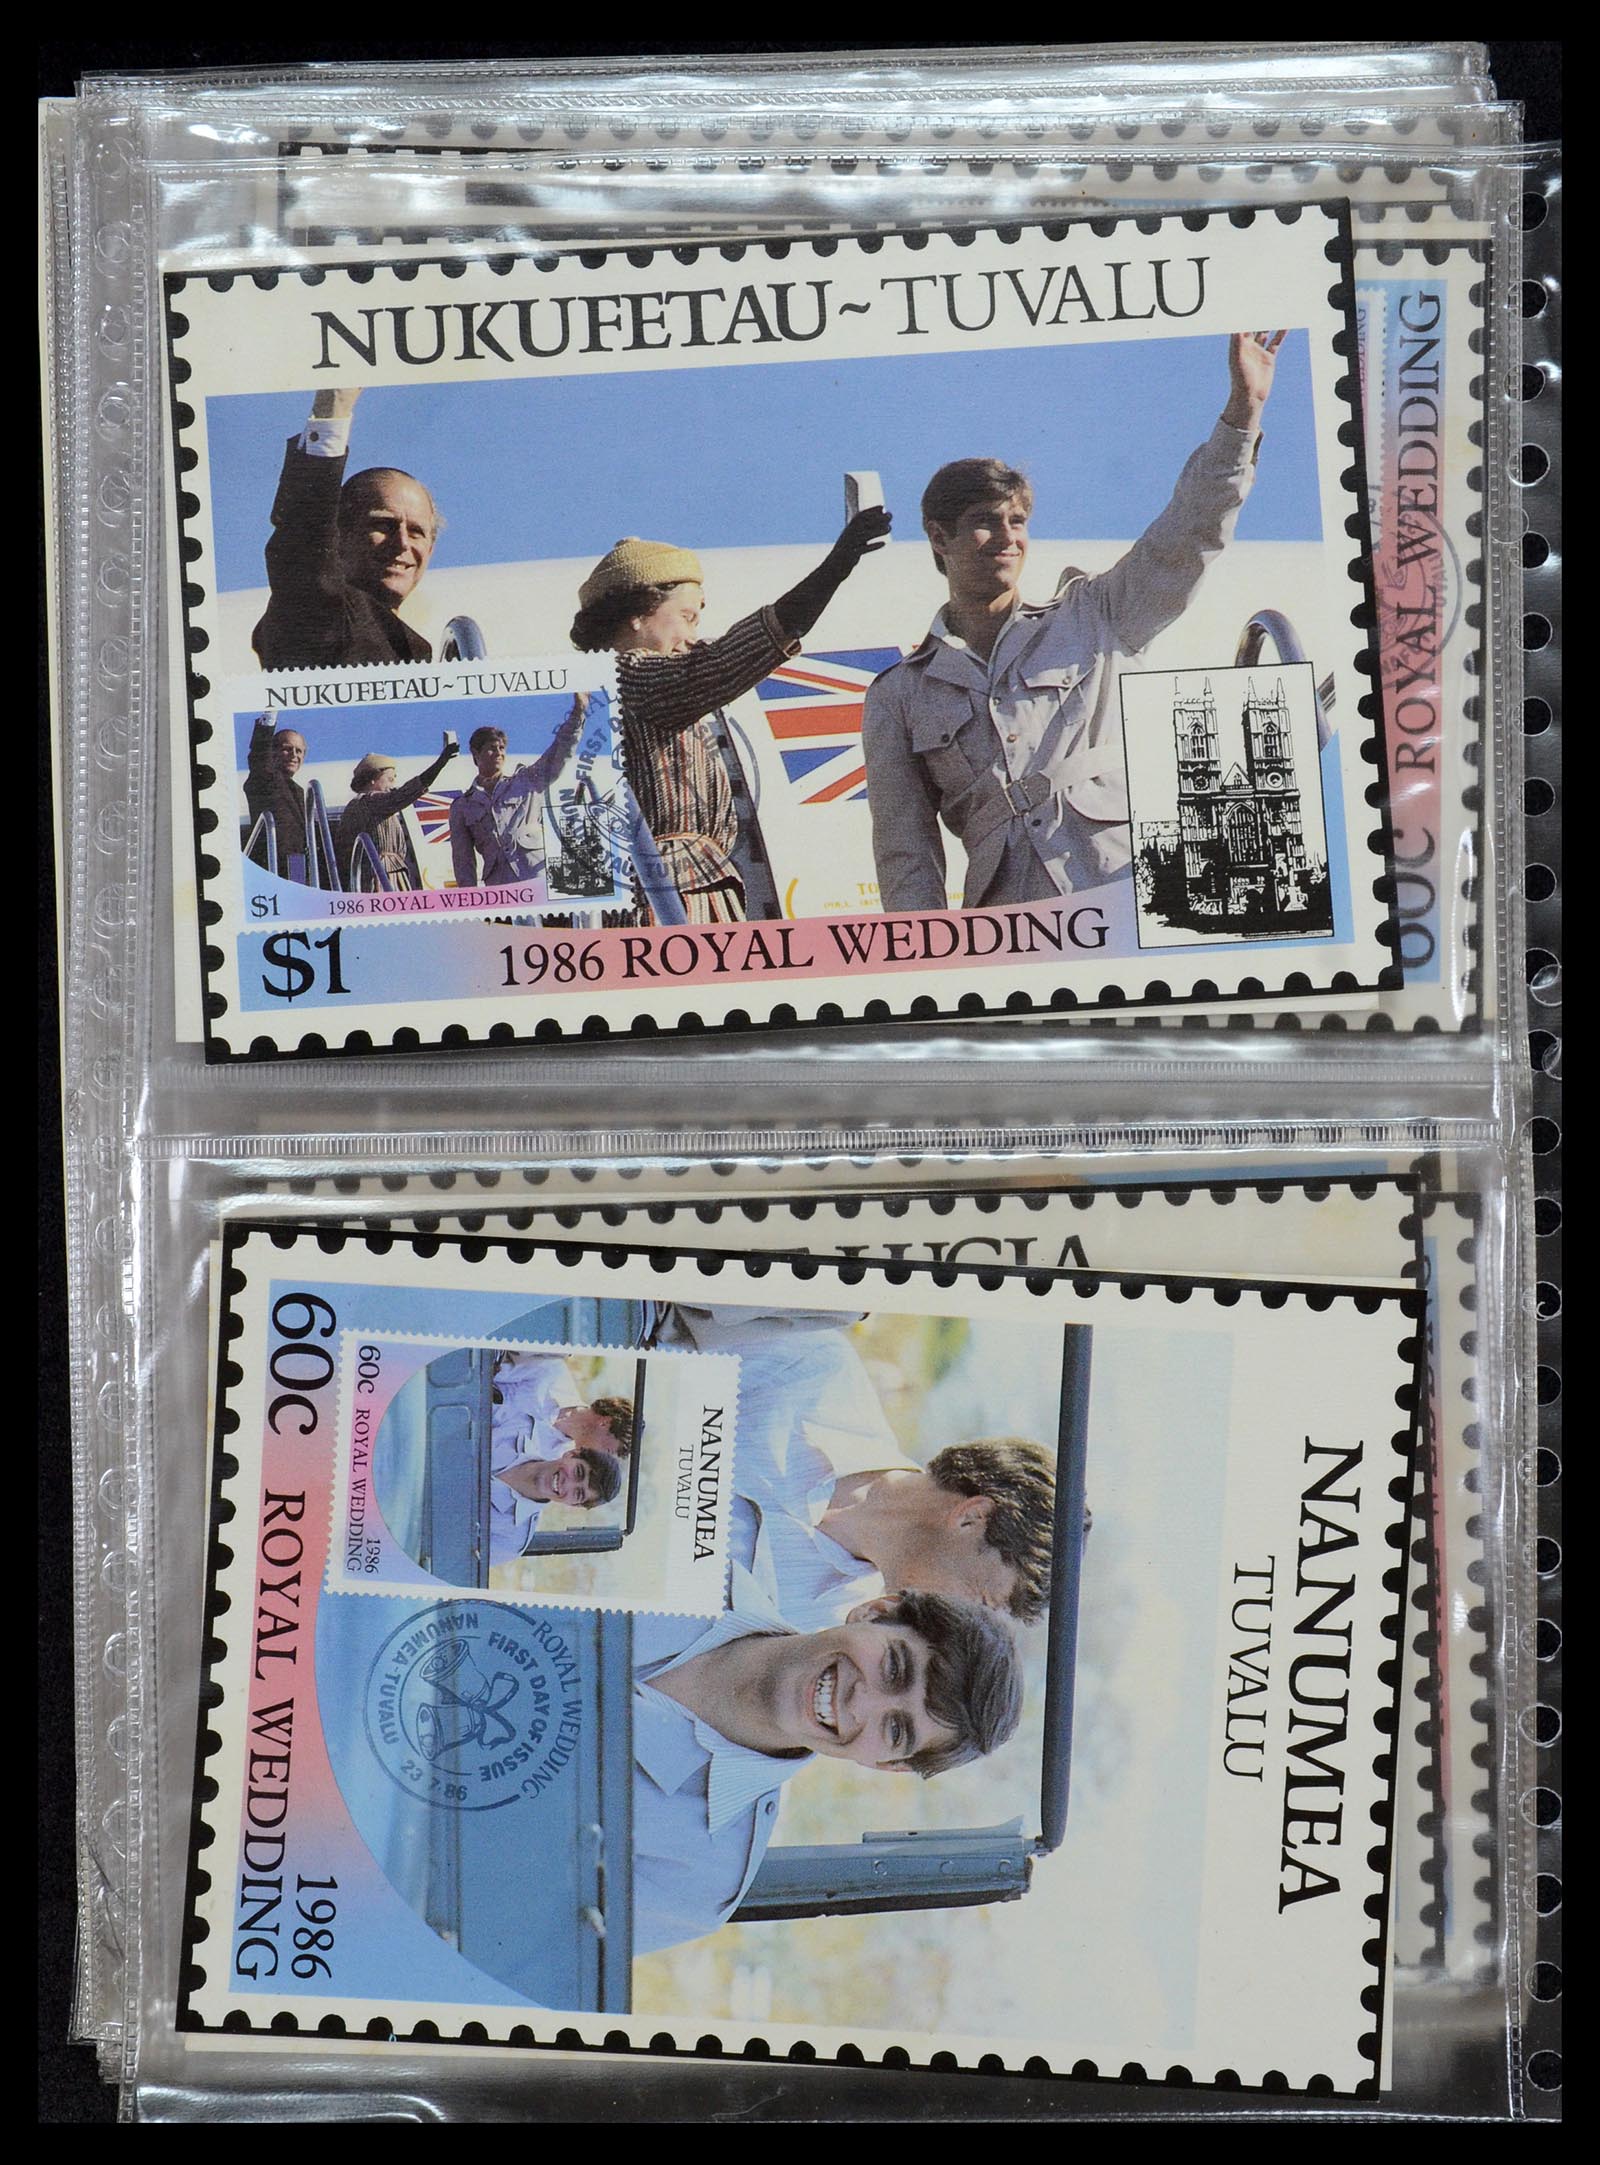 NUKUFETAU~TUVALU
NUKUFETAU~TUVALU
$1
1986 ROYAL WEDDING
$1
1986 ROYAL WEDDING
ROYAL WEDDING
60C
LUCIA
60c ROYAL WEDDING
1986
60c ROYAL WEDDING
1986
NANUMEA
TUVALU
ROYAL WEDDING
FIRST DAY OF ISSUE
NANUMEA-TUVALU
23.7.86
NANUMEA
TUVALU